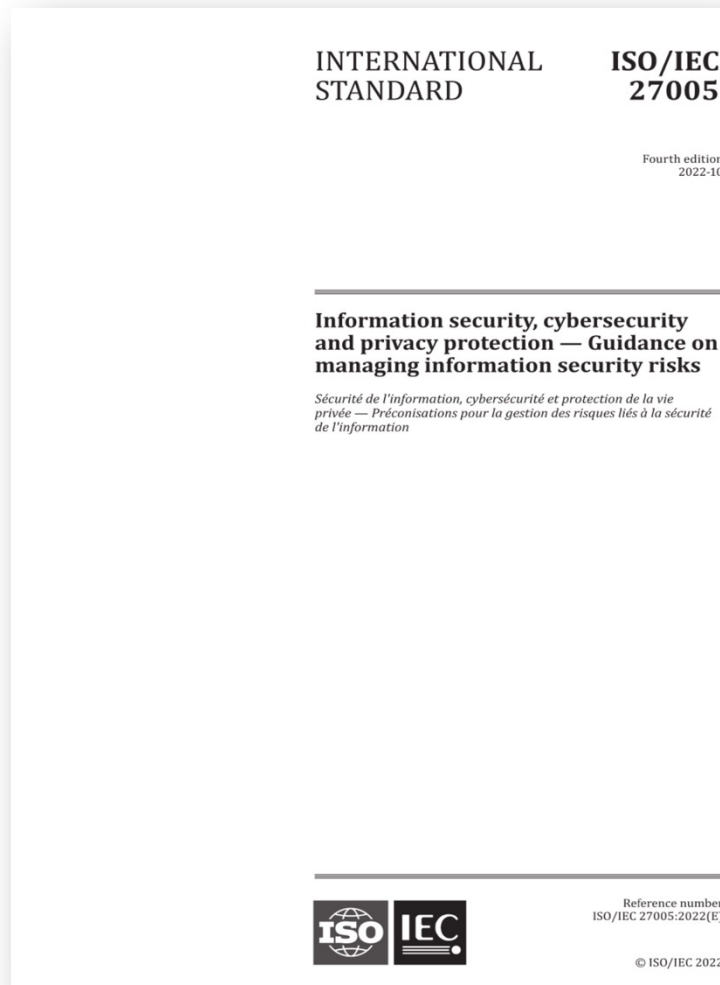 INTERNATIONAL STANDARD
ISO/IEC 27005
Fourth edition
2022-10
Information security, cybersecurity
and privacy protection — Guidance on
managing information security risks
Sécurité de l'information, cybersécurité et protection de la vie
privée — Préconisations pour la gestion des risques liés à la sécurité
de l'information
ISO
IEC
Reference number
ISO/IEC 27005:2022(E)
© ISO/IEC 2022